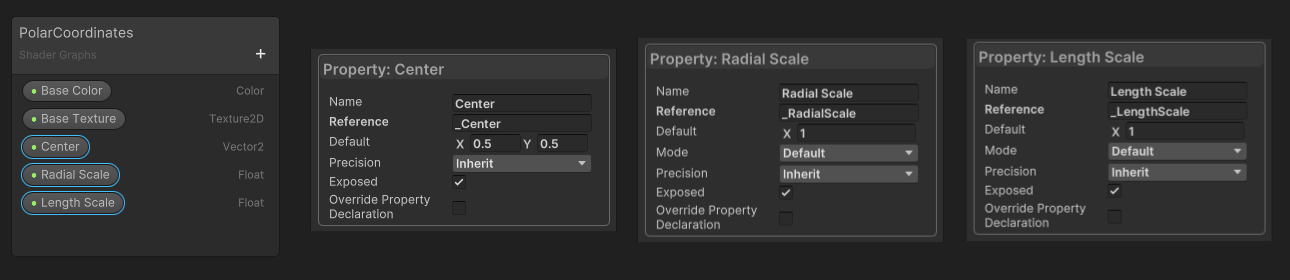 PolarCoordinates
Shader Graphs
+
Base Color Color
Base Texture Texture2D
Center Vector2
Radial Scale Float
Length Scale Float
Property: Center
Name Center
Reference _Center
Default X 0.5 Y 0.5
Precision Inherit
Exposed
Override Property
Declaration
Property: Radial Scale
Name Radial Scale
Reference _RadialScale
Default X 1
Mode Default
Precision Inherit
Exposed
Override Property
Declaration
Property: Length Scale
Name Length Scale
Reference _LengthScale
Default X 1
Mode Default
Precision Inherit
Exposed
Override Property
Declaration